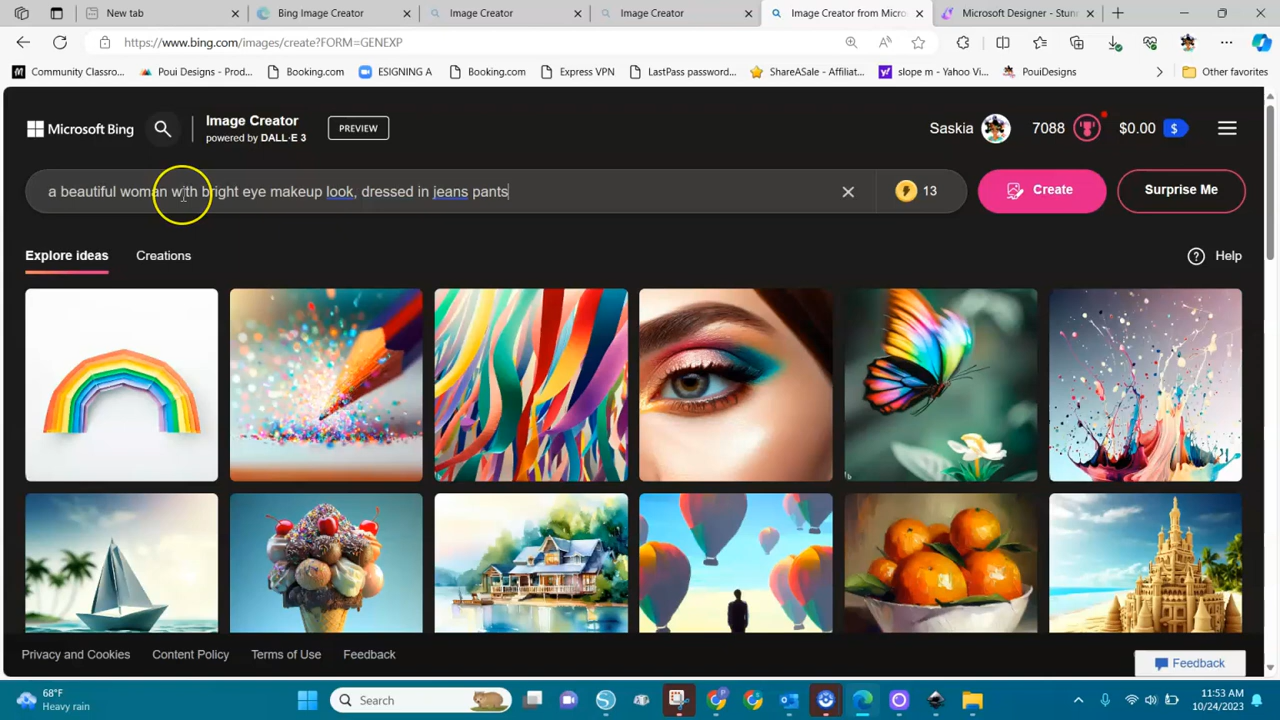 New tab
Bing Image Creator
Image Creator
Image Creator
Image Creator from Micro
Microsoft Designer - Stunn
https://www.bing.com/images/create?FORM=GENEXP
Community Classro...
Poui Designs - Prod...
Booking.com
ESIGNING A
Booking.com
Express VPN
LastPass password...
ShareASale - Affiliat...
slope m - Yahoo Vi...
PouiDesigns
Other favorites
Microsoft Bing
Image Creator
powered by DALL·E 3
PREVIEW
Saskia
7088
$0.00
$
a beautiful woman with bright eye makeup look, dressed in jeans pants
13
Create
Surprise Me
Explore ideas
Creations
Help
Privacy and Cookies
Content Policy
Terms of Use
Feedback
Feedback
68°F
Heavy rain
Search
11:53 AM
10/24/2023